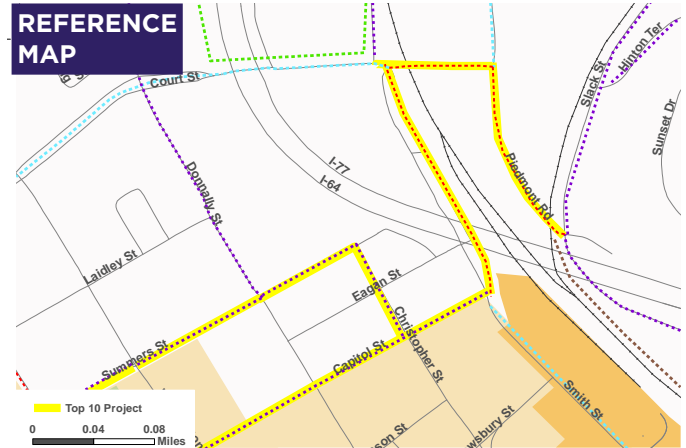 REFERENCE
MAP
Court St
Slack St
Hinton Ter
Sunset Dr
I-77
I-64
Piedmont Rd
Donnally St
Laidley St
Eagan St
Christopher St
Summers St
Capitol St
Smith St
Top 10 Project
0 0.04 0.08
Miles